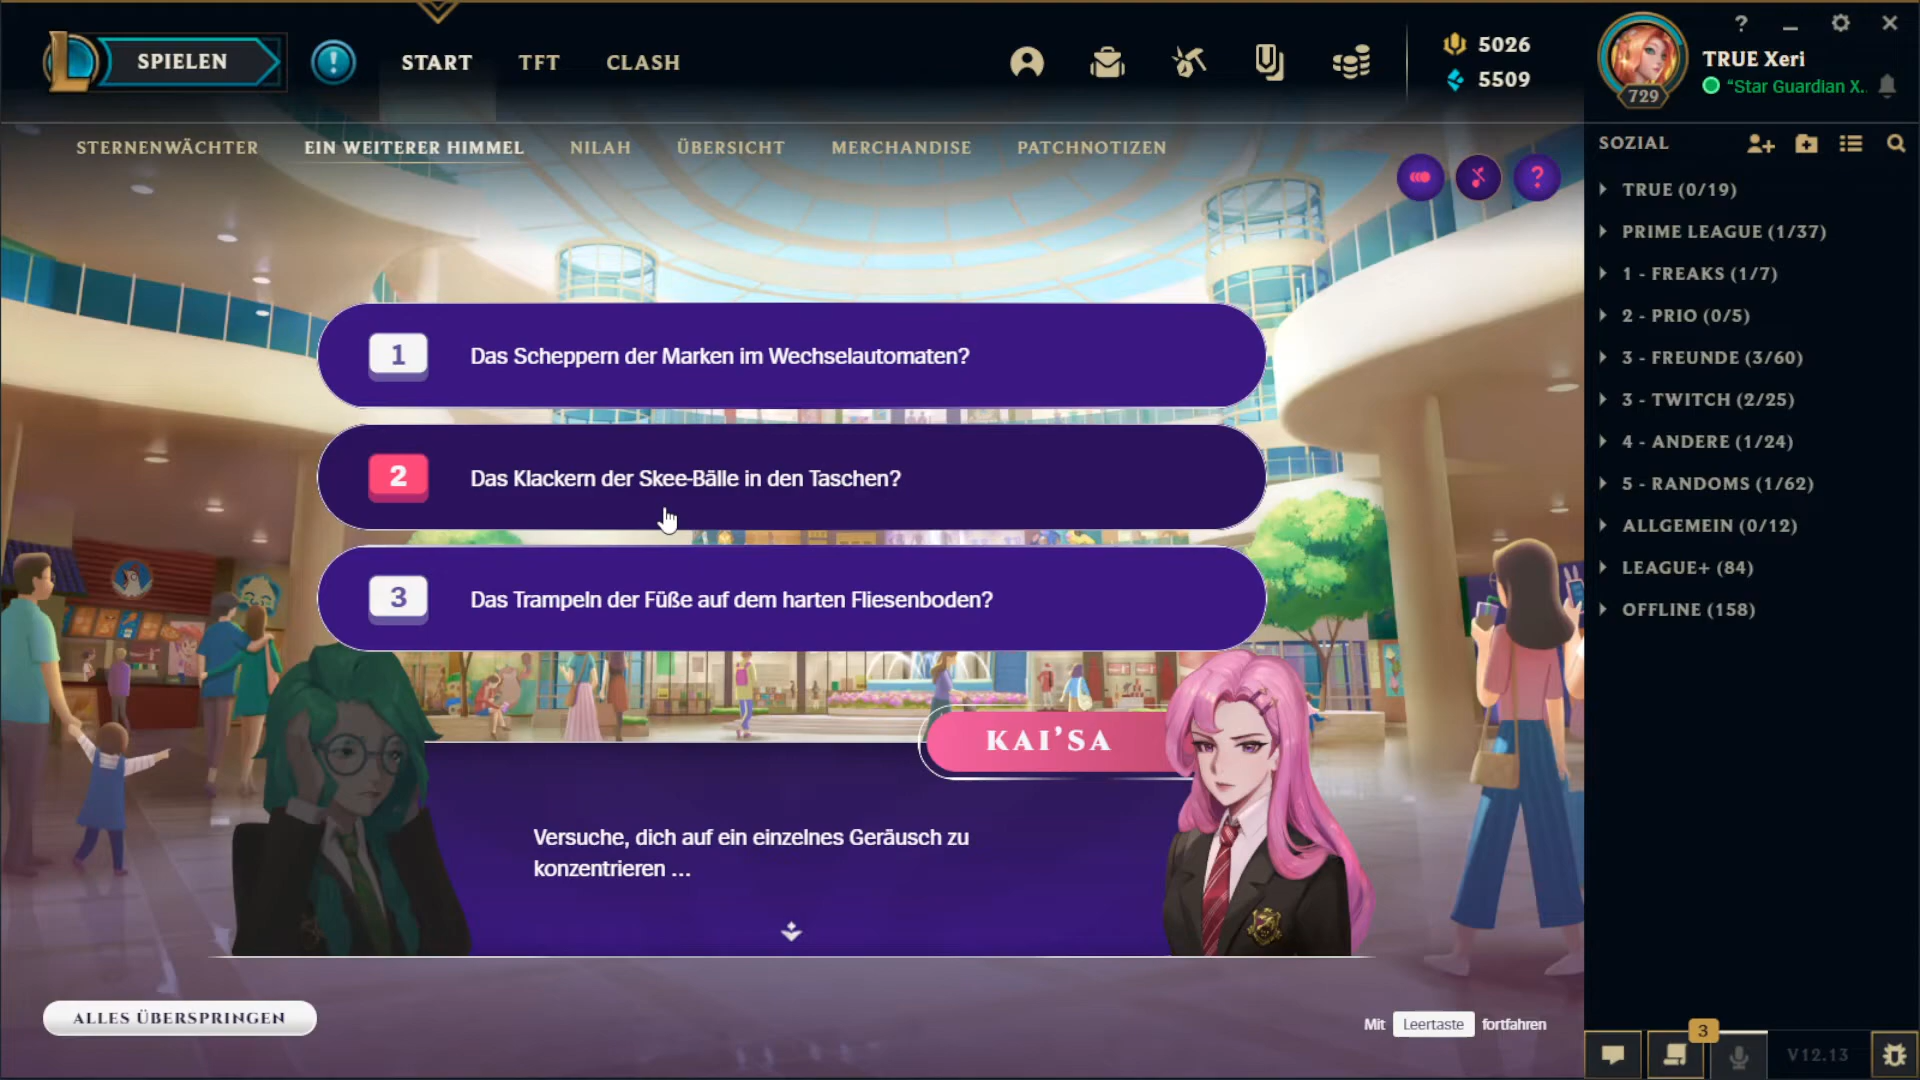 SPIELEN
START
TFT
CLASH
5026
5509
729
TRUE Xeri
"Star Guardian X..
STERNENWÄCHTER
EIN WEITERER HIMMEL
NILAH
ÜBERSICHT
MERCHANDISE
PATCHNOTIZEN
?
?
SOZIAL
TRUE (0/19)
PRIME LEAGUE (1/37)
1 - FREAKS (1/7)
2 - PRIO (0/5)
3 - FREUNDE (3/60)
3 - TWITCH (2/25)
4 - ANDERE (1/24)
5 - RANDOMS (1/62)
ALLGEMEIN (0/12)
LEAGUE+ (84)
OFFLINE (158)
1 Das Scheppern der Marken im Wechselautomaten?
2 Das Klackern der Skee-Bälle in den Taschen?
3 Das Trampeln der Füße auf dem harten Fliesenboden?
KAI'SA
Versuche, dich auf ein einzelnes Geräusch zu
konzentrieren ...
ALLES ÜBERSPRINGEN
Mit Leertaste fortfahren
3
V12.13